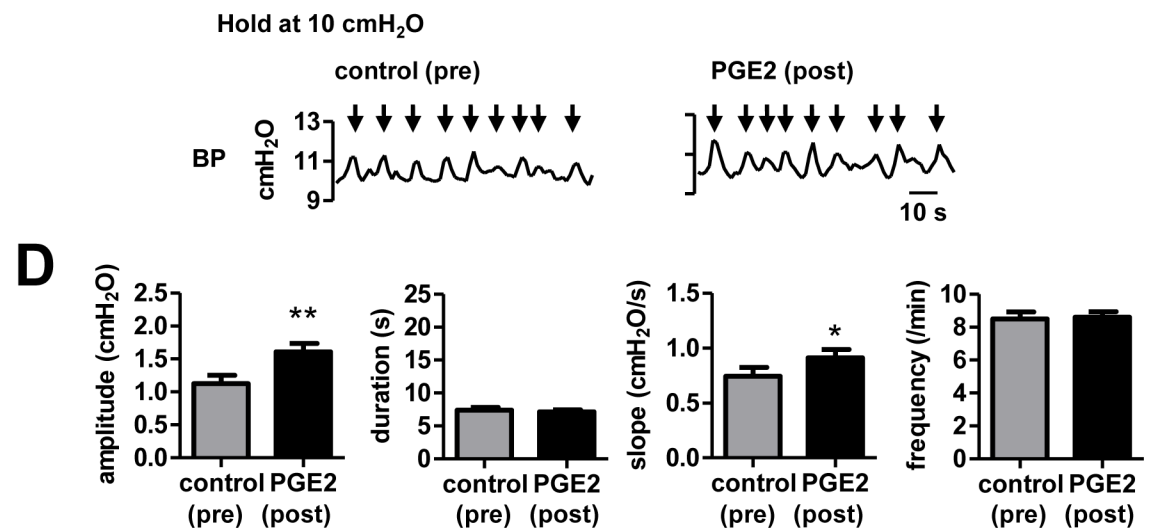 Hold at 10 cmH₂O
control (pre) PGE2 (post)
BP
cmH₂O
13
11
9
10 s
D
amplitude (cmH₂O)
2.5
2.0
1.5
1.0
0.5
0.0
**
control PGE2
(pre) (post)
duration (s)
25
20
15
10
5
0
control PGE2
(pre) (post)
slope (cmH₂O/s)
1.5
1.0
0.5
0.0
*
control PGE2
(pre) (post)
frequency (/min)
10
8
6
4
2
0
control PGE2
(pre) (post)